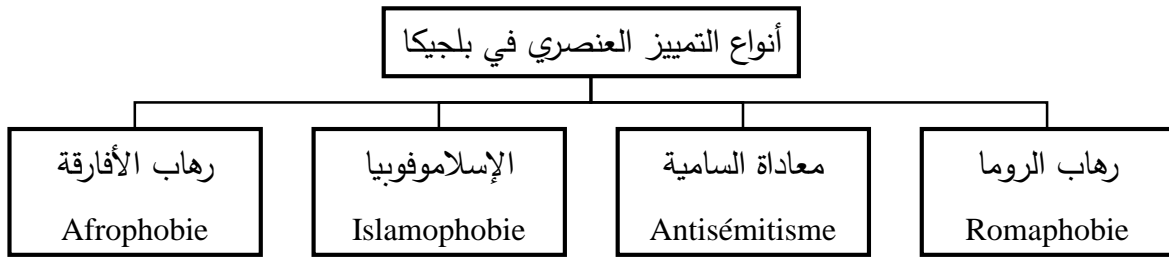 أنواع التمييز العنصري في بلجيكا
رهاب الروما
Romaphobie
معاداة السامية
Antisémitisme
الإسلاموفوبيا
Islamophobie
رهاب الأفارقة
Afrophobie